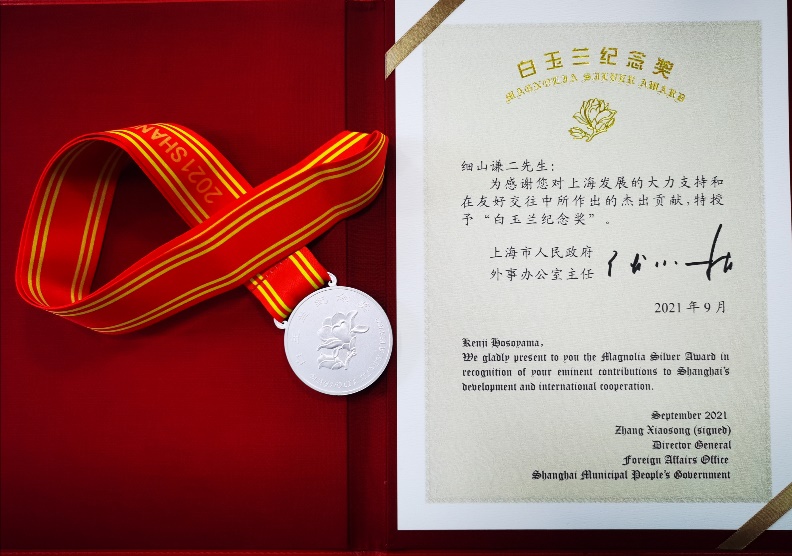 2021SHAN
白玉兰纪念奖
MAGNOLIA SILVER AWARD
细山谦二先生：
为感谢您对上海发展的大力支持和
在友好交往中所作出的杰出贡献，特授
予“白玉兰纪念奖”。
上海市人民政府
外事办公室主任
2021 年 9 月
Kenji Hosoyama,
We gladly present to you the Magnolia Silver Award in
recognition of your eminent contributions to Shanghai's
development and international cooperation.
September 2021
Zhang Xiaosong (signed)
Director General
Foreign Affairs Office
Shanghai Municipal People's Government